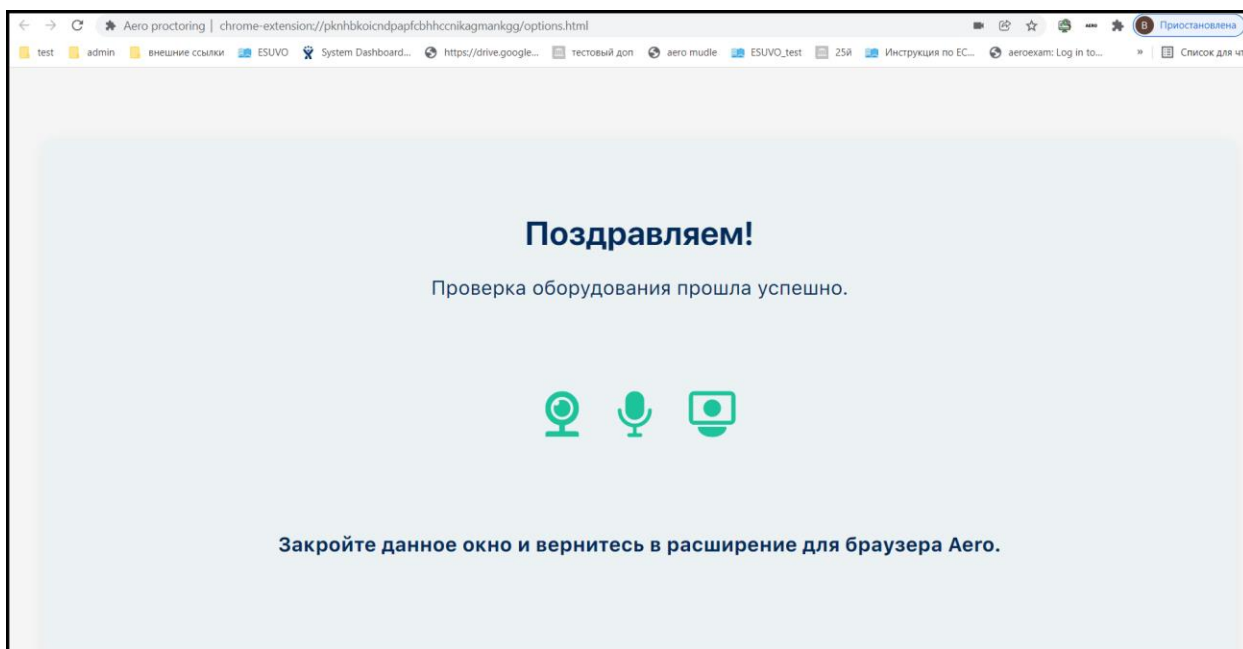 Aero proctoring | chrome-extension://pknhbkoicndpapfcbhhccnikagmankgg/options.html
B Приостановлена
test admin внешние ссылки ESUVO System Dashboard... https://drive.google... тестовый доп aero mudle ESUVO_test 25й Инструкция по ЕС... aeroexam: Log in to... » Список для чт
Поздравляем!
Проверка оборудования прошла успешно.
Закройте данное окно и вернитесь в расширение для браузера Aero.